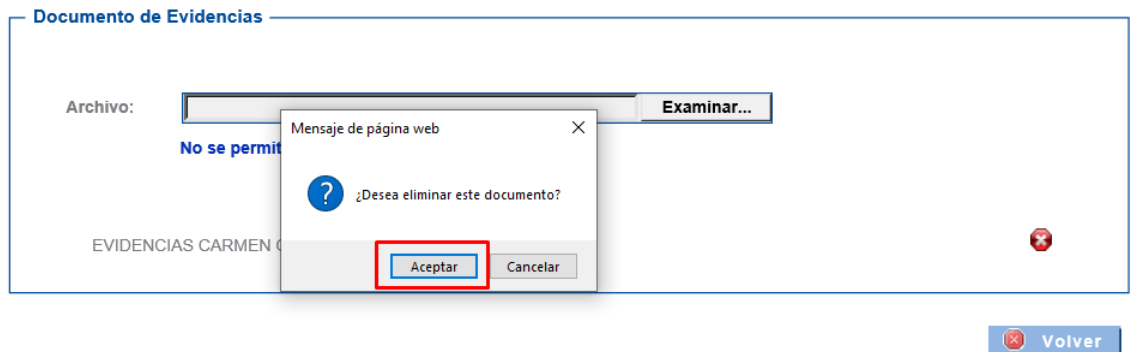 Documento de Evidencias
Archivo:
Examinar...
Mensaje de página web
No se permit
¿Desea eliminar este documento?
EVIDENCIAS CARMEN
Aceptar
Cancelar
Volver